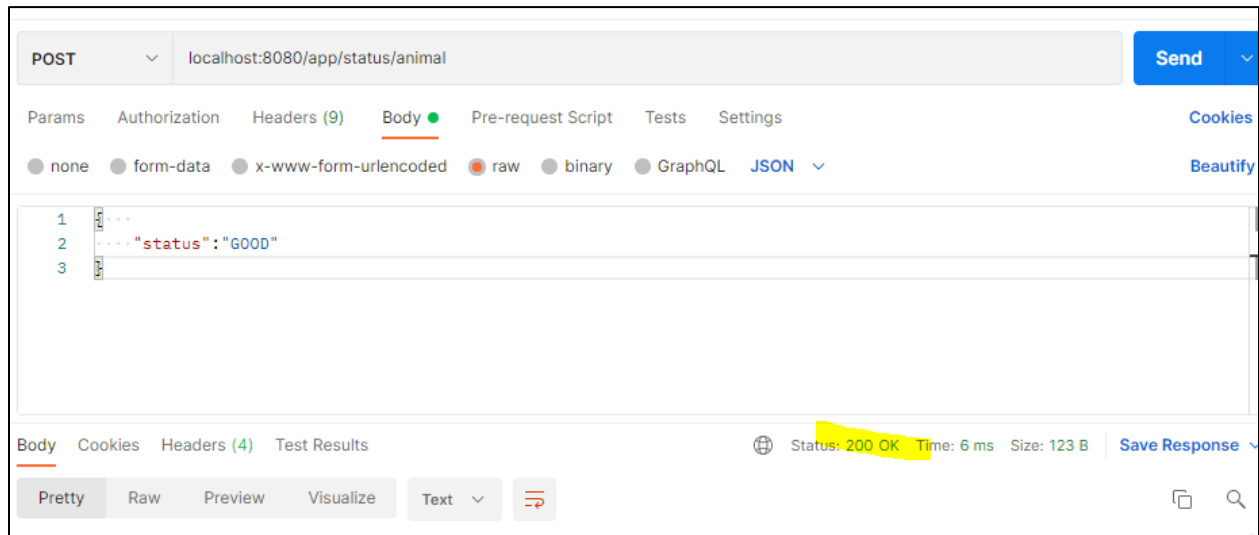 POST localhost:8080/app/status/animal Send
Params Authorization Headers (9) Body Pre-request Script Tests Settings Cookies
none form-data x-www-form-urlencoded raw binary GraphQL JSON Beautify
1 {
2 "status":"GOOD"
3 }
Body Cookies Headers (4) Test Results Status: 200 OK Time: 6 ms Size: 123 B Save Response
Pretty Raw Preview Visualize Text